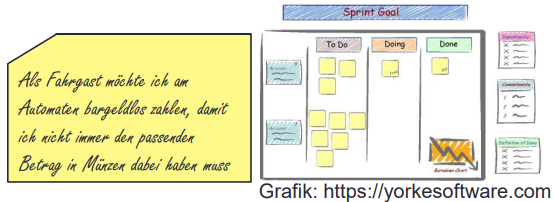 Als Fahrgast möchte ich am
Automaten bargeldlos zahlen, damit
ich nicht immer den passenden
Betrag in Münzen dabei haben muss
Sprint Goal
To Do
Doing
Done
Impediments
Commitments
Definition of Done
Burndown Chart
Grafik: https://yorkesoftware.com